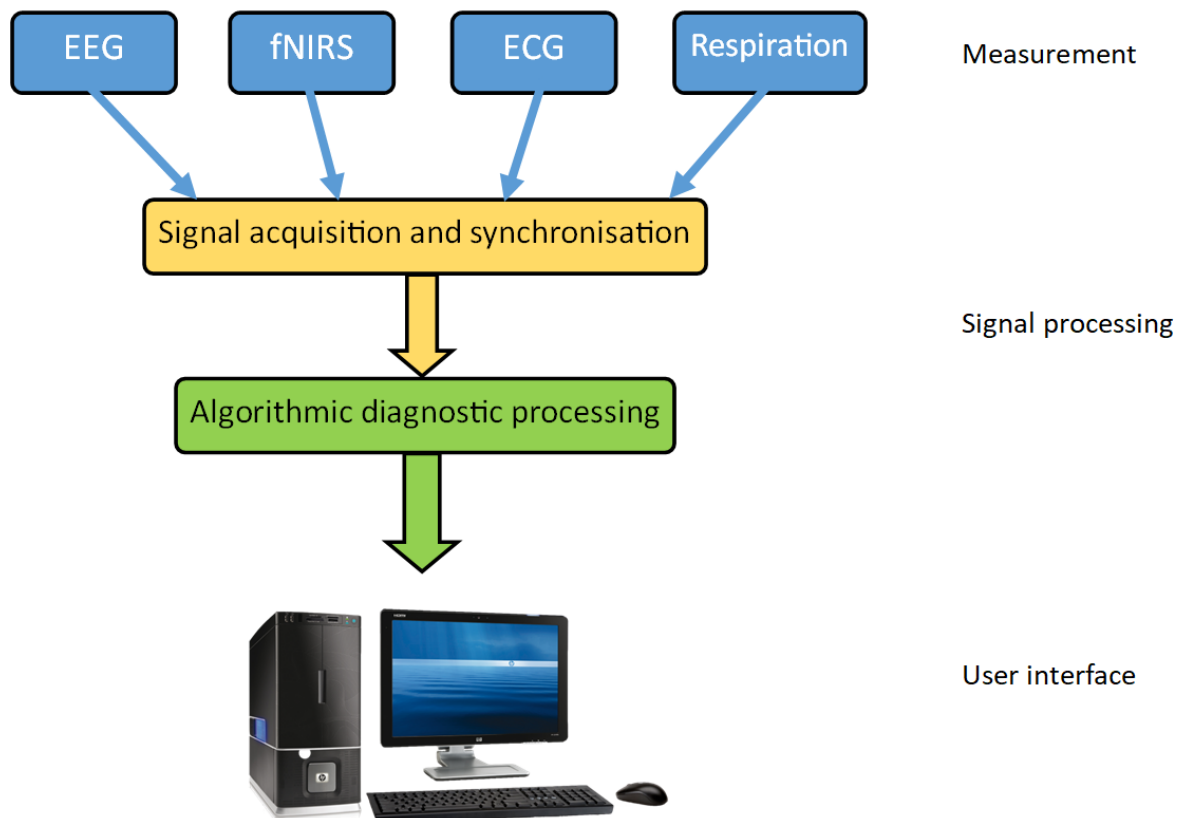 EEG
fNIRS
ECG
Respiration
Measurement
Signal acquisition and synchronisation
Signal processing
Algorithmic diagnostic processing
User interface